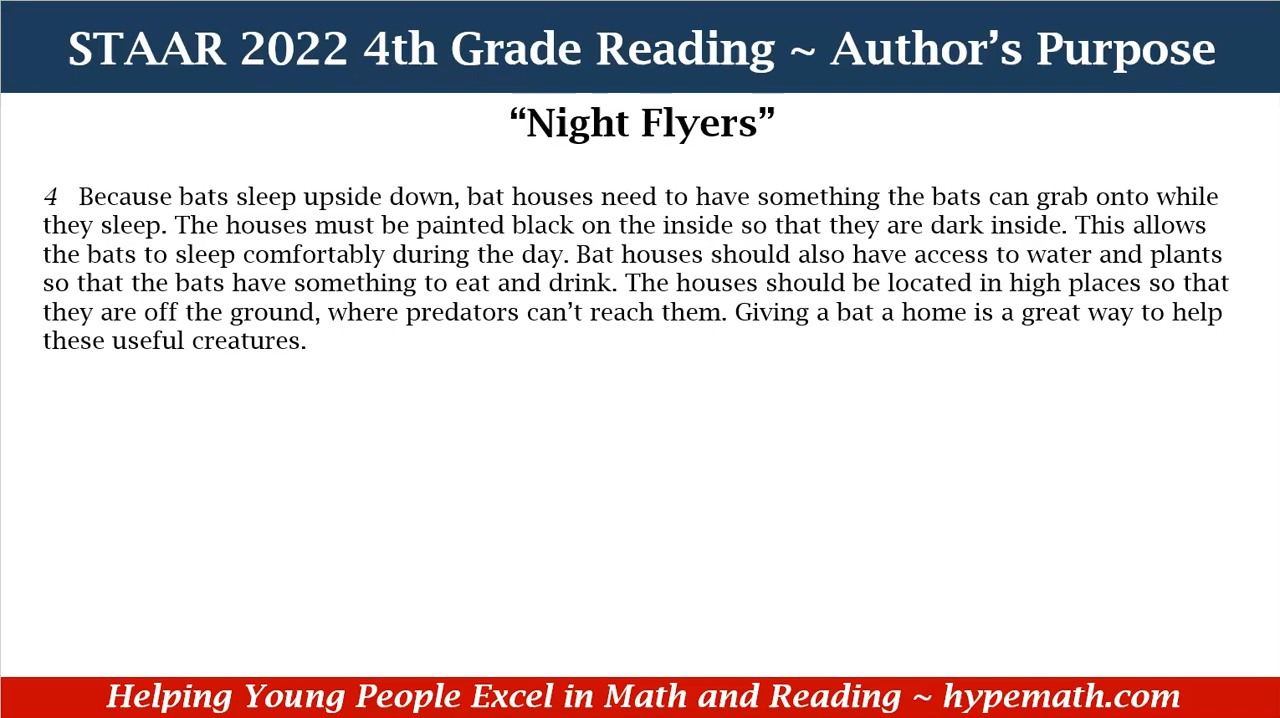 STAAR 2022 4th Grade Reading ~ Author’s Purpose
“Night Flyers”
4 Because bats sleep upside down, bat houses need to have something the bats can grab onto while
they sleep. The houses must be painted black on the inside so that they are dark inside. This allows
the bats to sleep comfortably during the day. Bat houses should also have access to water and plants
so that the bats have something to eat and drink. The houses should be located in high places so that
they are off the ground, where predators can’t reach them. Giving a bat a home is a great way to help
these useful creatures.
Helping Young People Excel in Math and Reading ~ hypemath.com